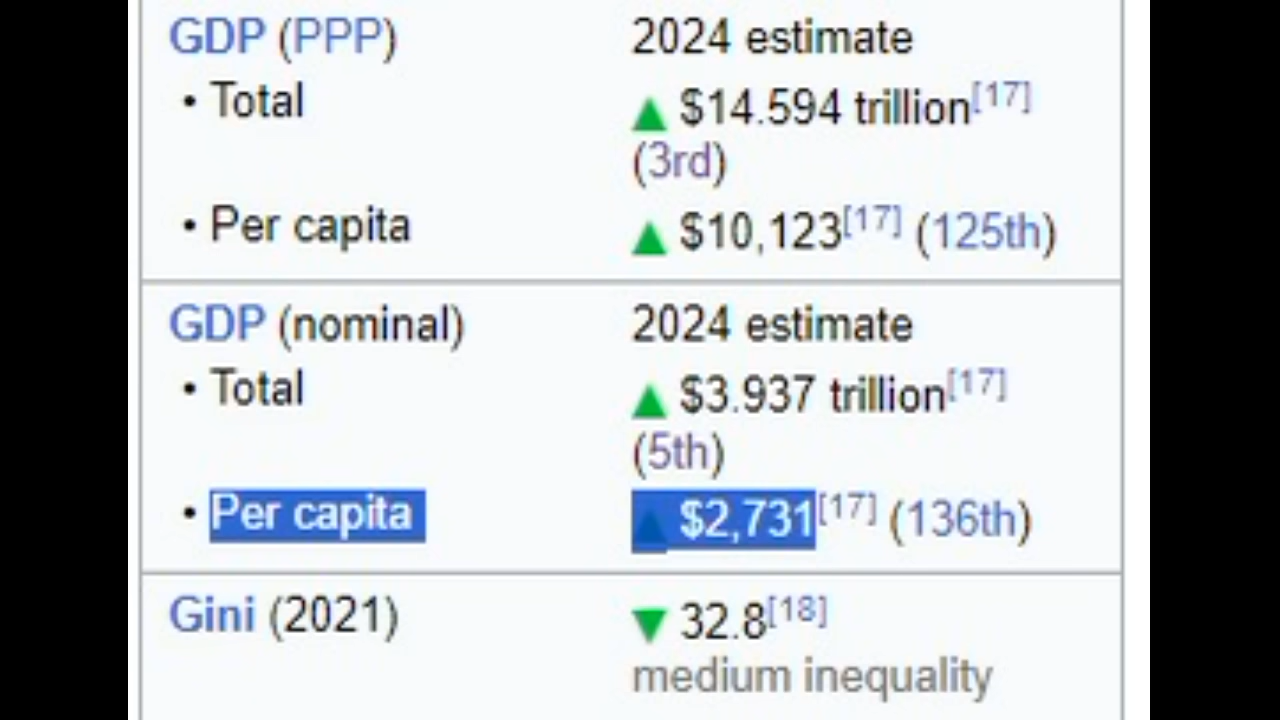 GDP (PPP) 2024 estimate
• Total ▲ $14.594 trillion[17]
(3rd)
• Per capita ▲ $10,123[17] (125th)
GDP (nominal) 2024 estimate
• Total ▲ $3.937 trillion[17]
(5th)
• Per capita ▲ $2,731[17] (136th)
Gini (2021) ▼ 32.8[18]
medium inequality